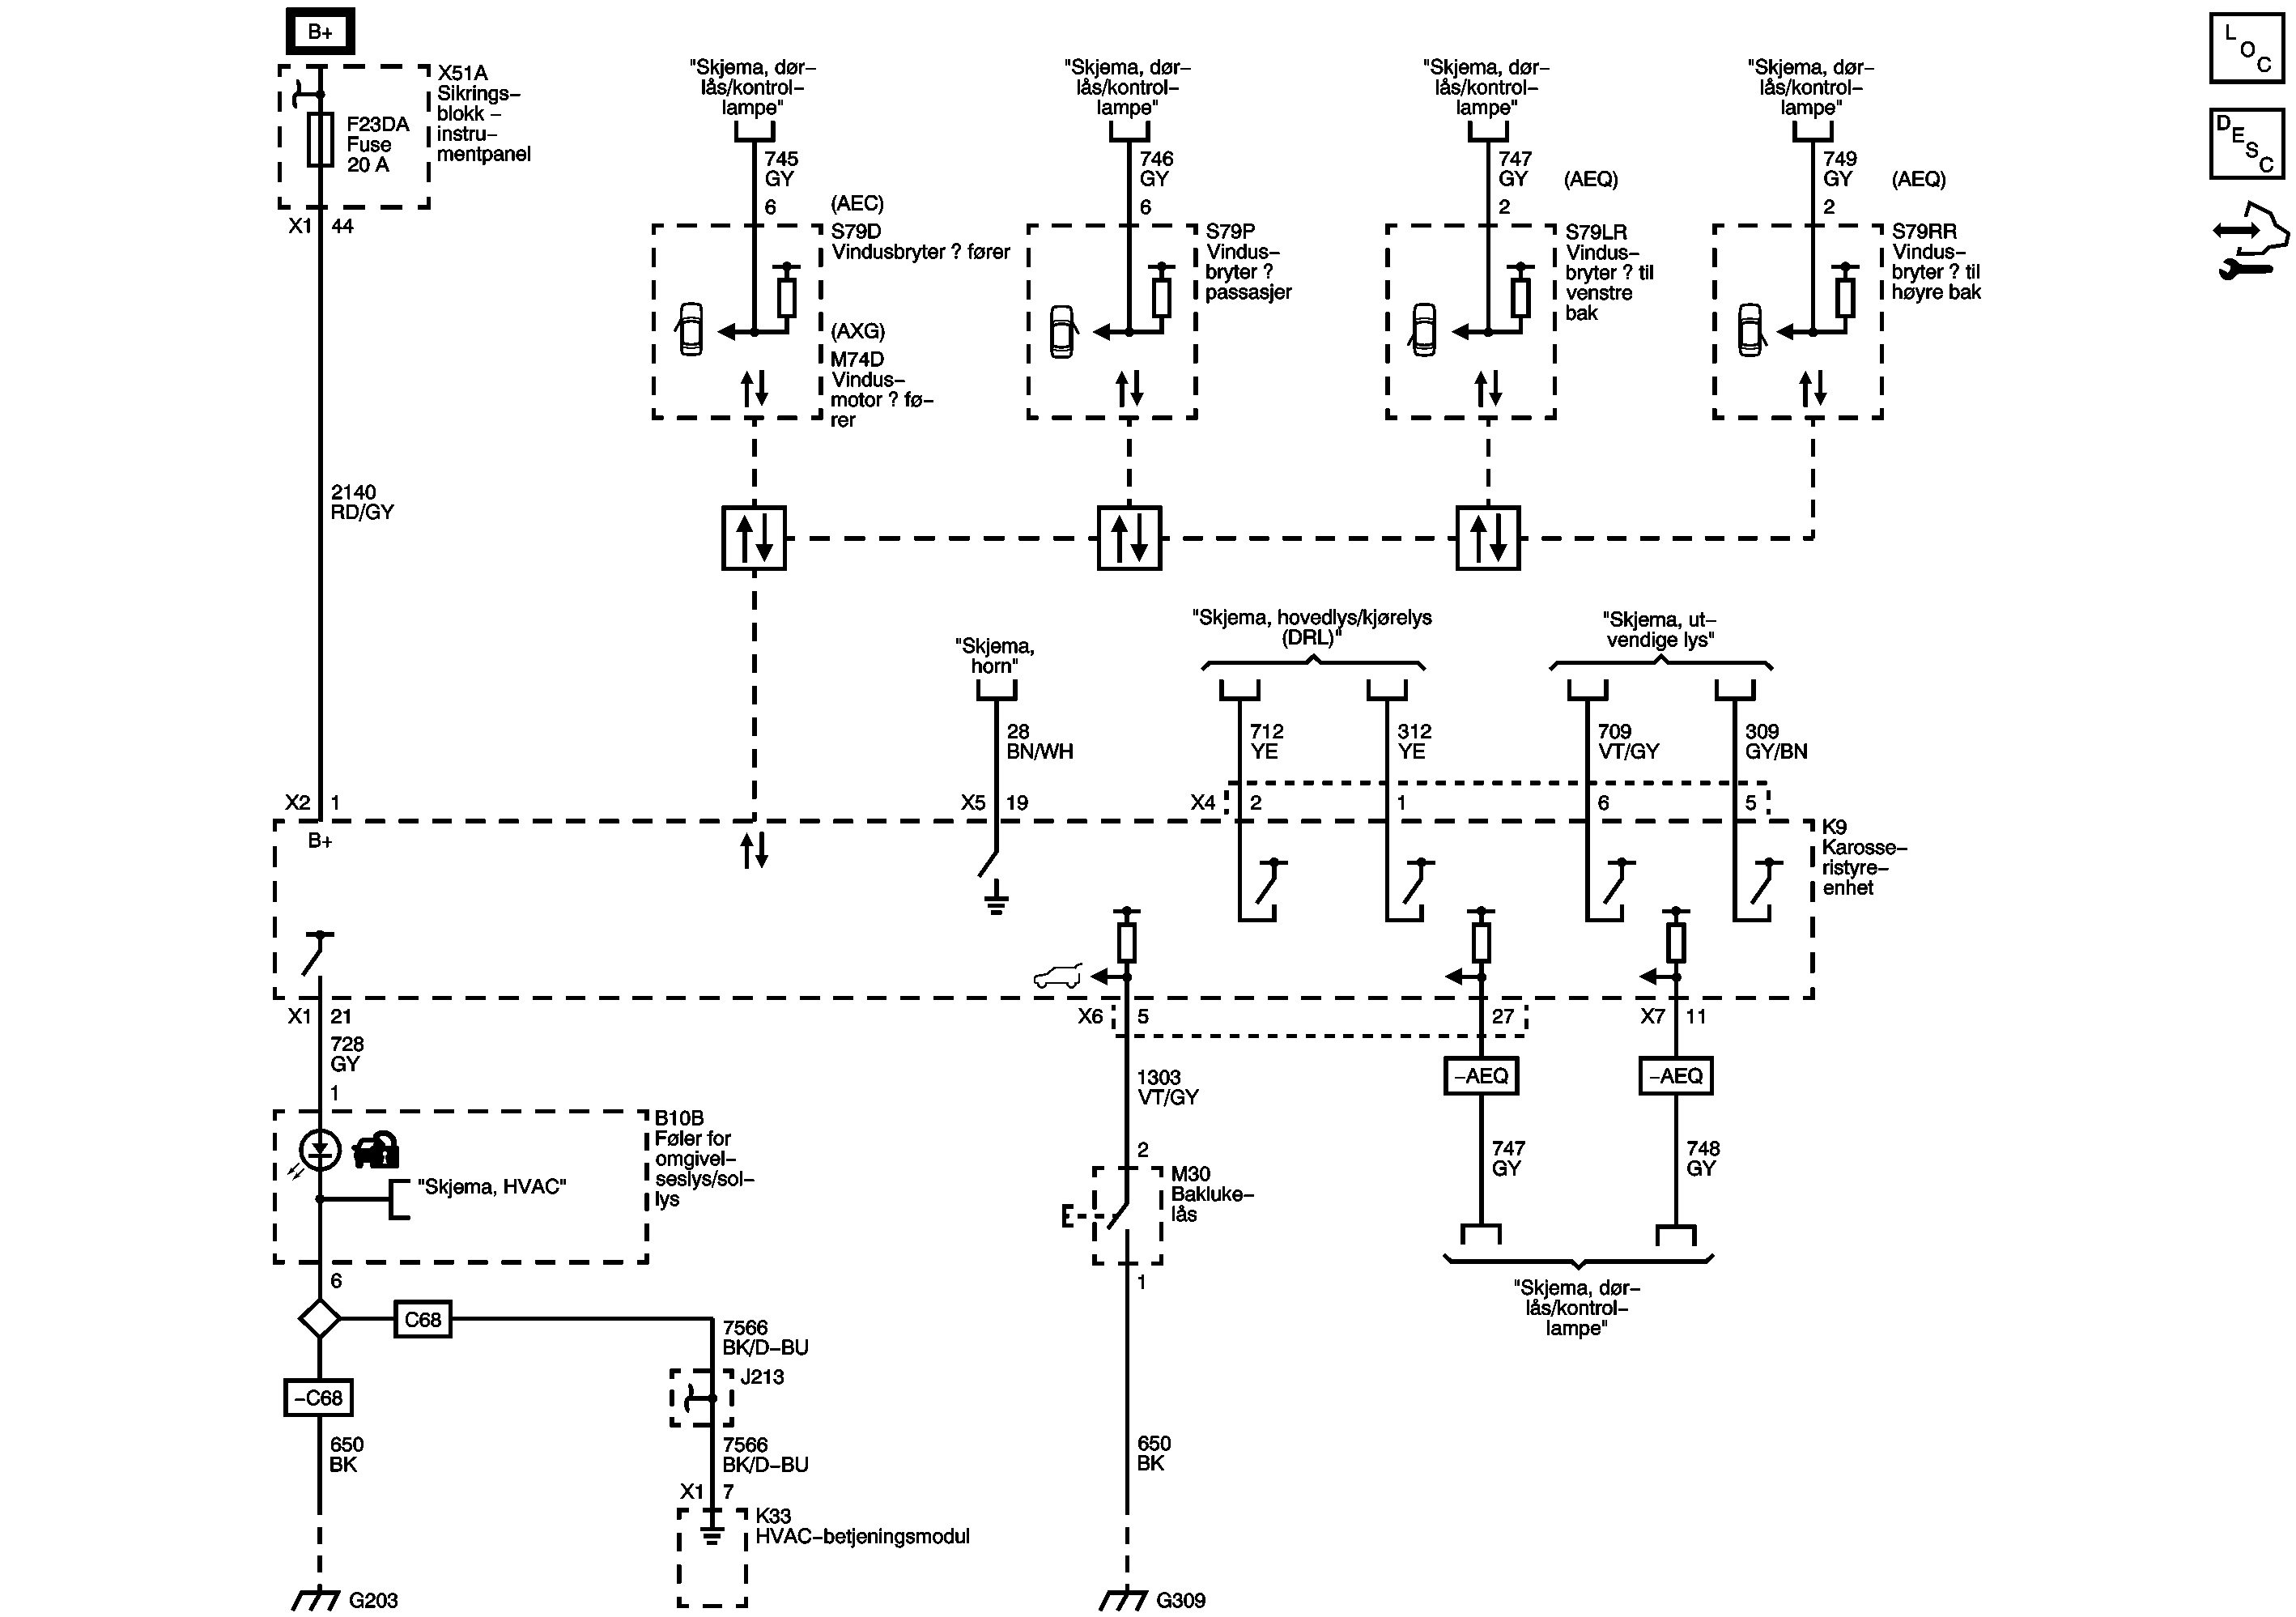 B+
X51A
Sikrings–
blokk –
instru–
mentpanel
F23DA
Fuse
20 A
X1 44
2140
RD/GY
"Skjema, dør–
lås/kontrol–
lampe"
745
GY
6
(AEC)
S79D
Vindusbryter ? fører
(AXG)
M74D
Vindus–
motor ? fø–
rer
"Skjema, dør–
lås/kontrol–
lampe"
746
GY
6
S79P
Vindus–
bryter ?
passasjer
"Skjema, dør–
lås/kontrol–
lampe"
747
GY
(AEQ)
2
S79LR
Vindus–
bryter ? til
venstre
bak
"Skjema, dør–
lås/kontrol–
lampe"
749
GY
(AEQ)
2
S79RR
Vindus–
bryter ? til
høyre bak
L
O
C
D
E
S
C
"Skjema,
horn"
28
BN/WH
X5 19
"Skjema, hovedlys/kjørelys
(DRL)"
712
YE
312
YE
"Skjema, ut–
vendige lys"
709
VT/GY
309
GY/BN
X4 2 1 6 5
X2 1
B+
K9
Karosse–
ristyre–
enhet
X1 21
728
GY
1
B10B
Føler for
omgivel–
seslys/sol–
lys
"Skjema, HVAC"
6
C68
–C68
650
BK
G203
7566
BK/D–BU
J213
7566
BK/D–BU
X1 7
K33
HVAC–betjeningsmodul
X6 5 27
X7 11
1303
VT/GY
2
M30
Bakluke–
lås
1
650
BK
G309
–AEQ
–AEQ
747
GY
748
GY
"Skjema, dør–
lås/kontrol–
lampe"